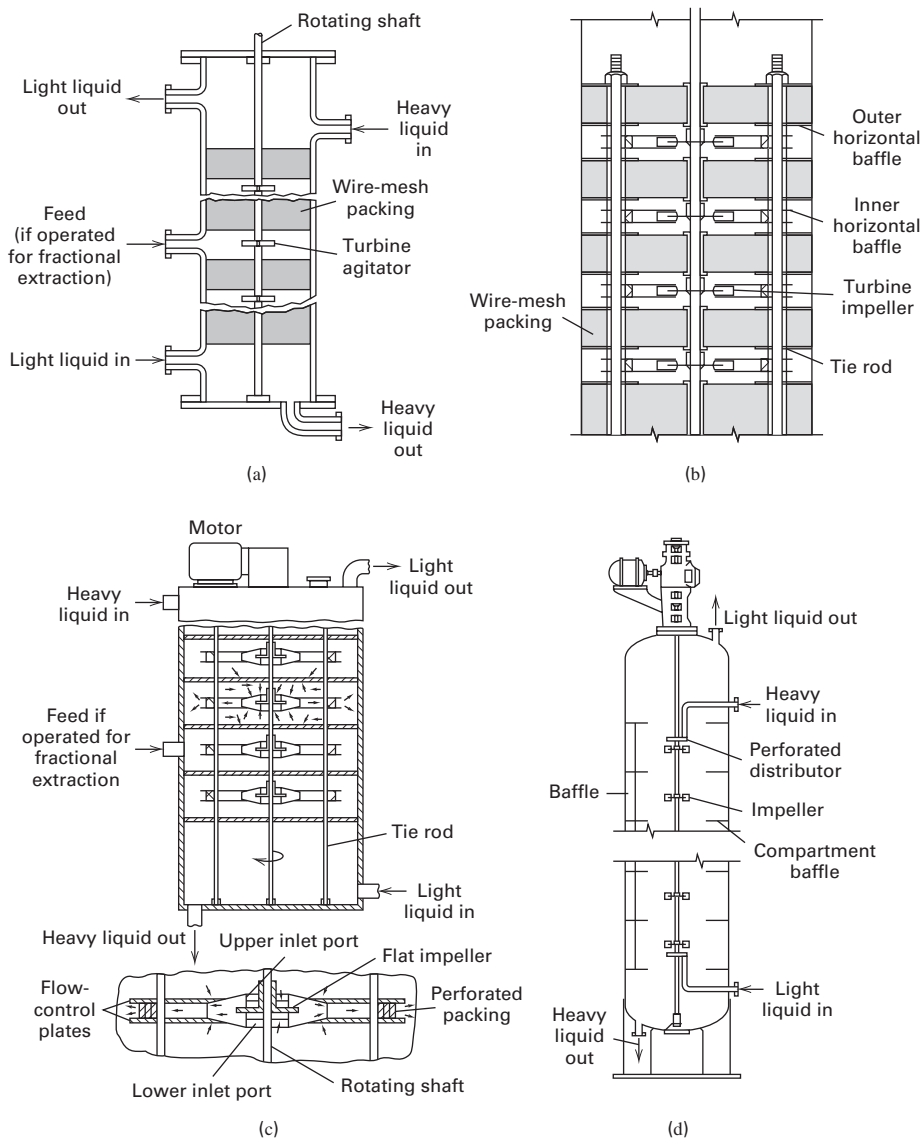 Rotating shaft
Light liquid
out
Heavy
liquid
in
Wire-mesh
packing
Feed
(if operated
for fractional
extraction)
Turbine
agitator
Light liquid in
Heavy
liquid
out
(a)
Outer
horizontal
baffle
Inner
horizontal
baffle
Turbine
impeller
Wire-mesh
packing
Tie rod
(b)
Motor
Light
liquid out
Heavy
liquid in
Feed if
operated for
fractional
extraction
Tie rod
Light
liquid in
Heavy liquid out
Upper inlet port
Flat impeller
Flow-
control
plates
Perforated
packing
Lower inlet port
Rotating shaft
(c)
Light liquid out
Heavy
liquid in
Perforated
distributor
Baffle
Impeller
Compartment
baffle
Light
liquid in
Heavy
liquid
out
(d)